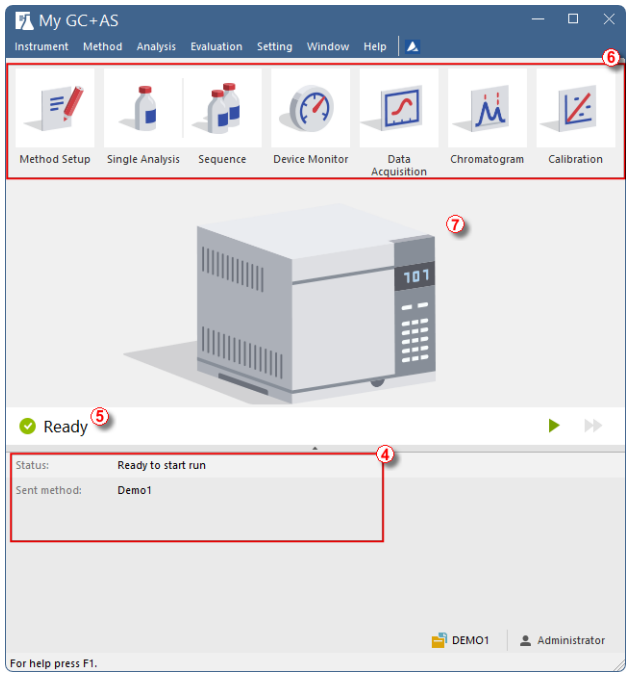 My GC+AS
Instrument Method Analysis Evaluation Setting Window Help
6
Method Setup Single Analysis Sequence Device Monitor Data Acquisition Chromatogram Calibration
7
707
Ready 5
4
Status: Ready to start run
Sent method: Demo1
DEMO1 Administrator
For help press F1.